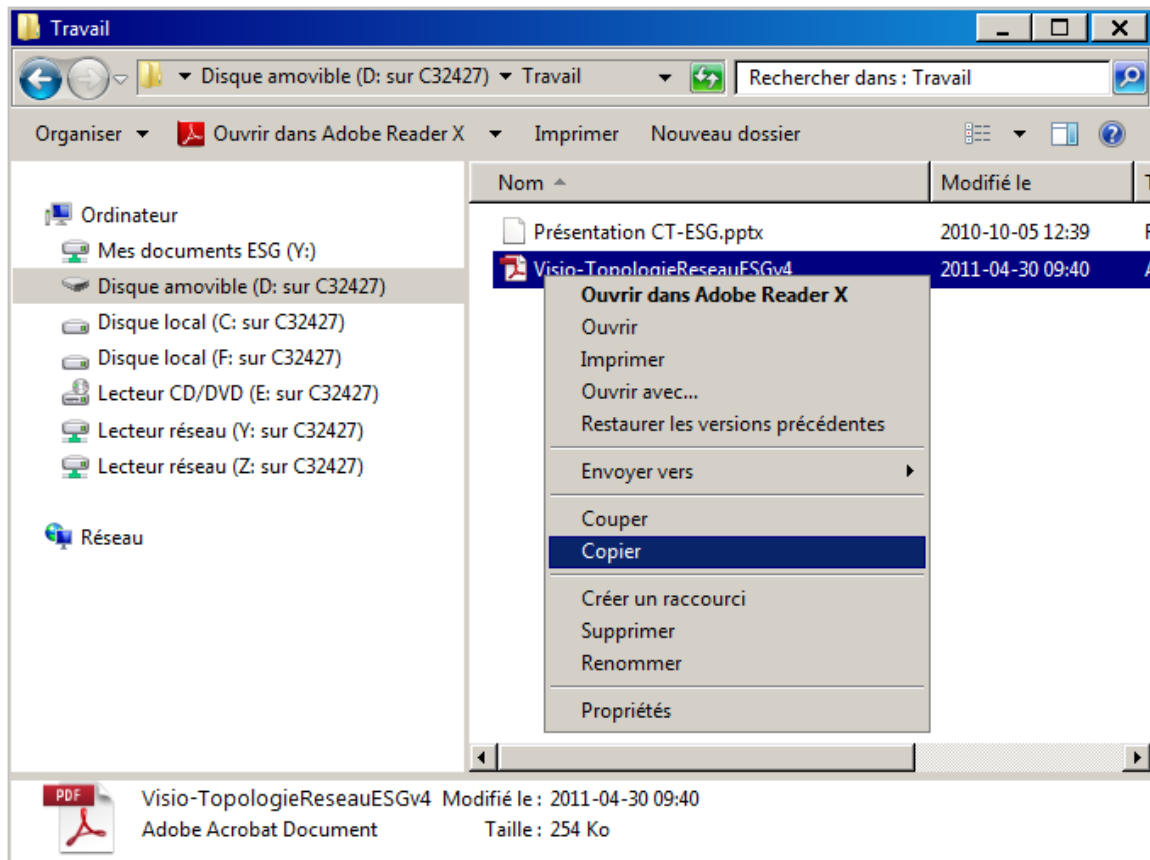 Travail
Disque amovible (D: sur C32427) Travail
Rechercher dans : Travail
Organiser Ouvrir dans Adobe Reader X Imprimer Nouveau dossier
Nom Modifié le
Ordinateur
Mes documents ESG (Y:)
Disque amovible (D: sur C32427)
Disque local (C: sur C32427)
Disque local (F: sur C32427)
Lecteur CD/DVD (E: sur C32427)
Lecteur réseau (Y: sur C32427)
Lecteur réseau (Z: sur C32427)
Réseau
Présentation CT-ESG.pptx 2010-10-05 12:39
Visio-TopologieReseauESGv4 2011-04-30 09:40
Ouvrir dans Adobe Reader X
Ouvrir
Imprimer
Ouvrir avec...
Restaurer les versions précédentes
Envoyer vers
Couper
Copier
Créer un raccourci
Supprimer
Renommer
Propriétés
PDF
Visio-TopologieReseauESGv4 Modifié le : 2011-04-30 09:40
Adobe Acrobat Document Taille : 254 Ko